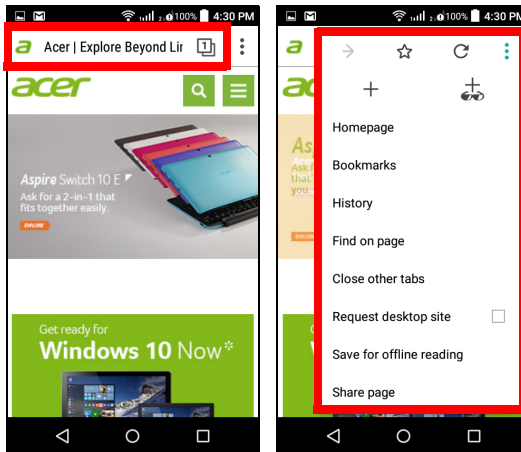 100% 4:30 PM
a Acer | Explore Beyond Lir 1
acer
Aspire Switch 10 E
Ask for a 2-in-1 that
fits together easily.
EXPLORE
Get ready for
Windows 10 Now*
100% 4:30 PM
a
Homepage
Bookmarks
History
Find on page
Close other tabs
Request desktop site
Save for offline reading
Share page